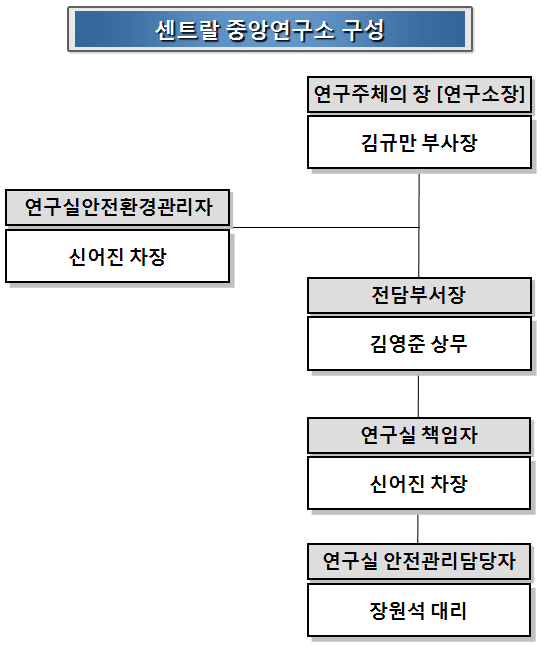 센트랄 중앙연구소 구성
연구주체의 장 [연구소장]
김규만 부사장
연구실안전환경관리자
신어진 차장
전담부서장
김영준 상무
연구실 책임자
신어진 차장
연구실 안전관리담당자
장원석 대리